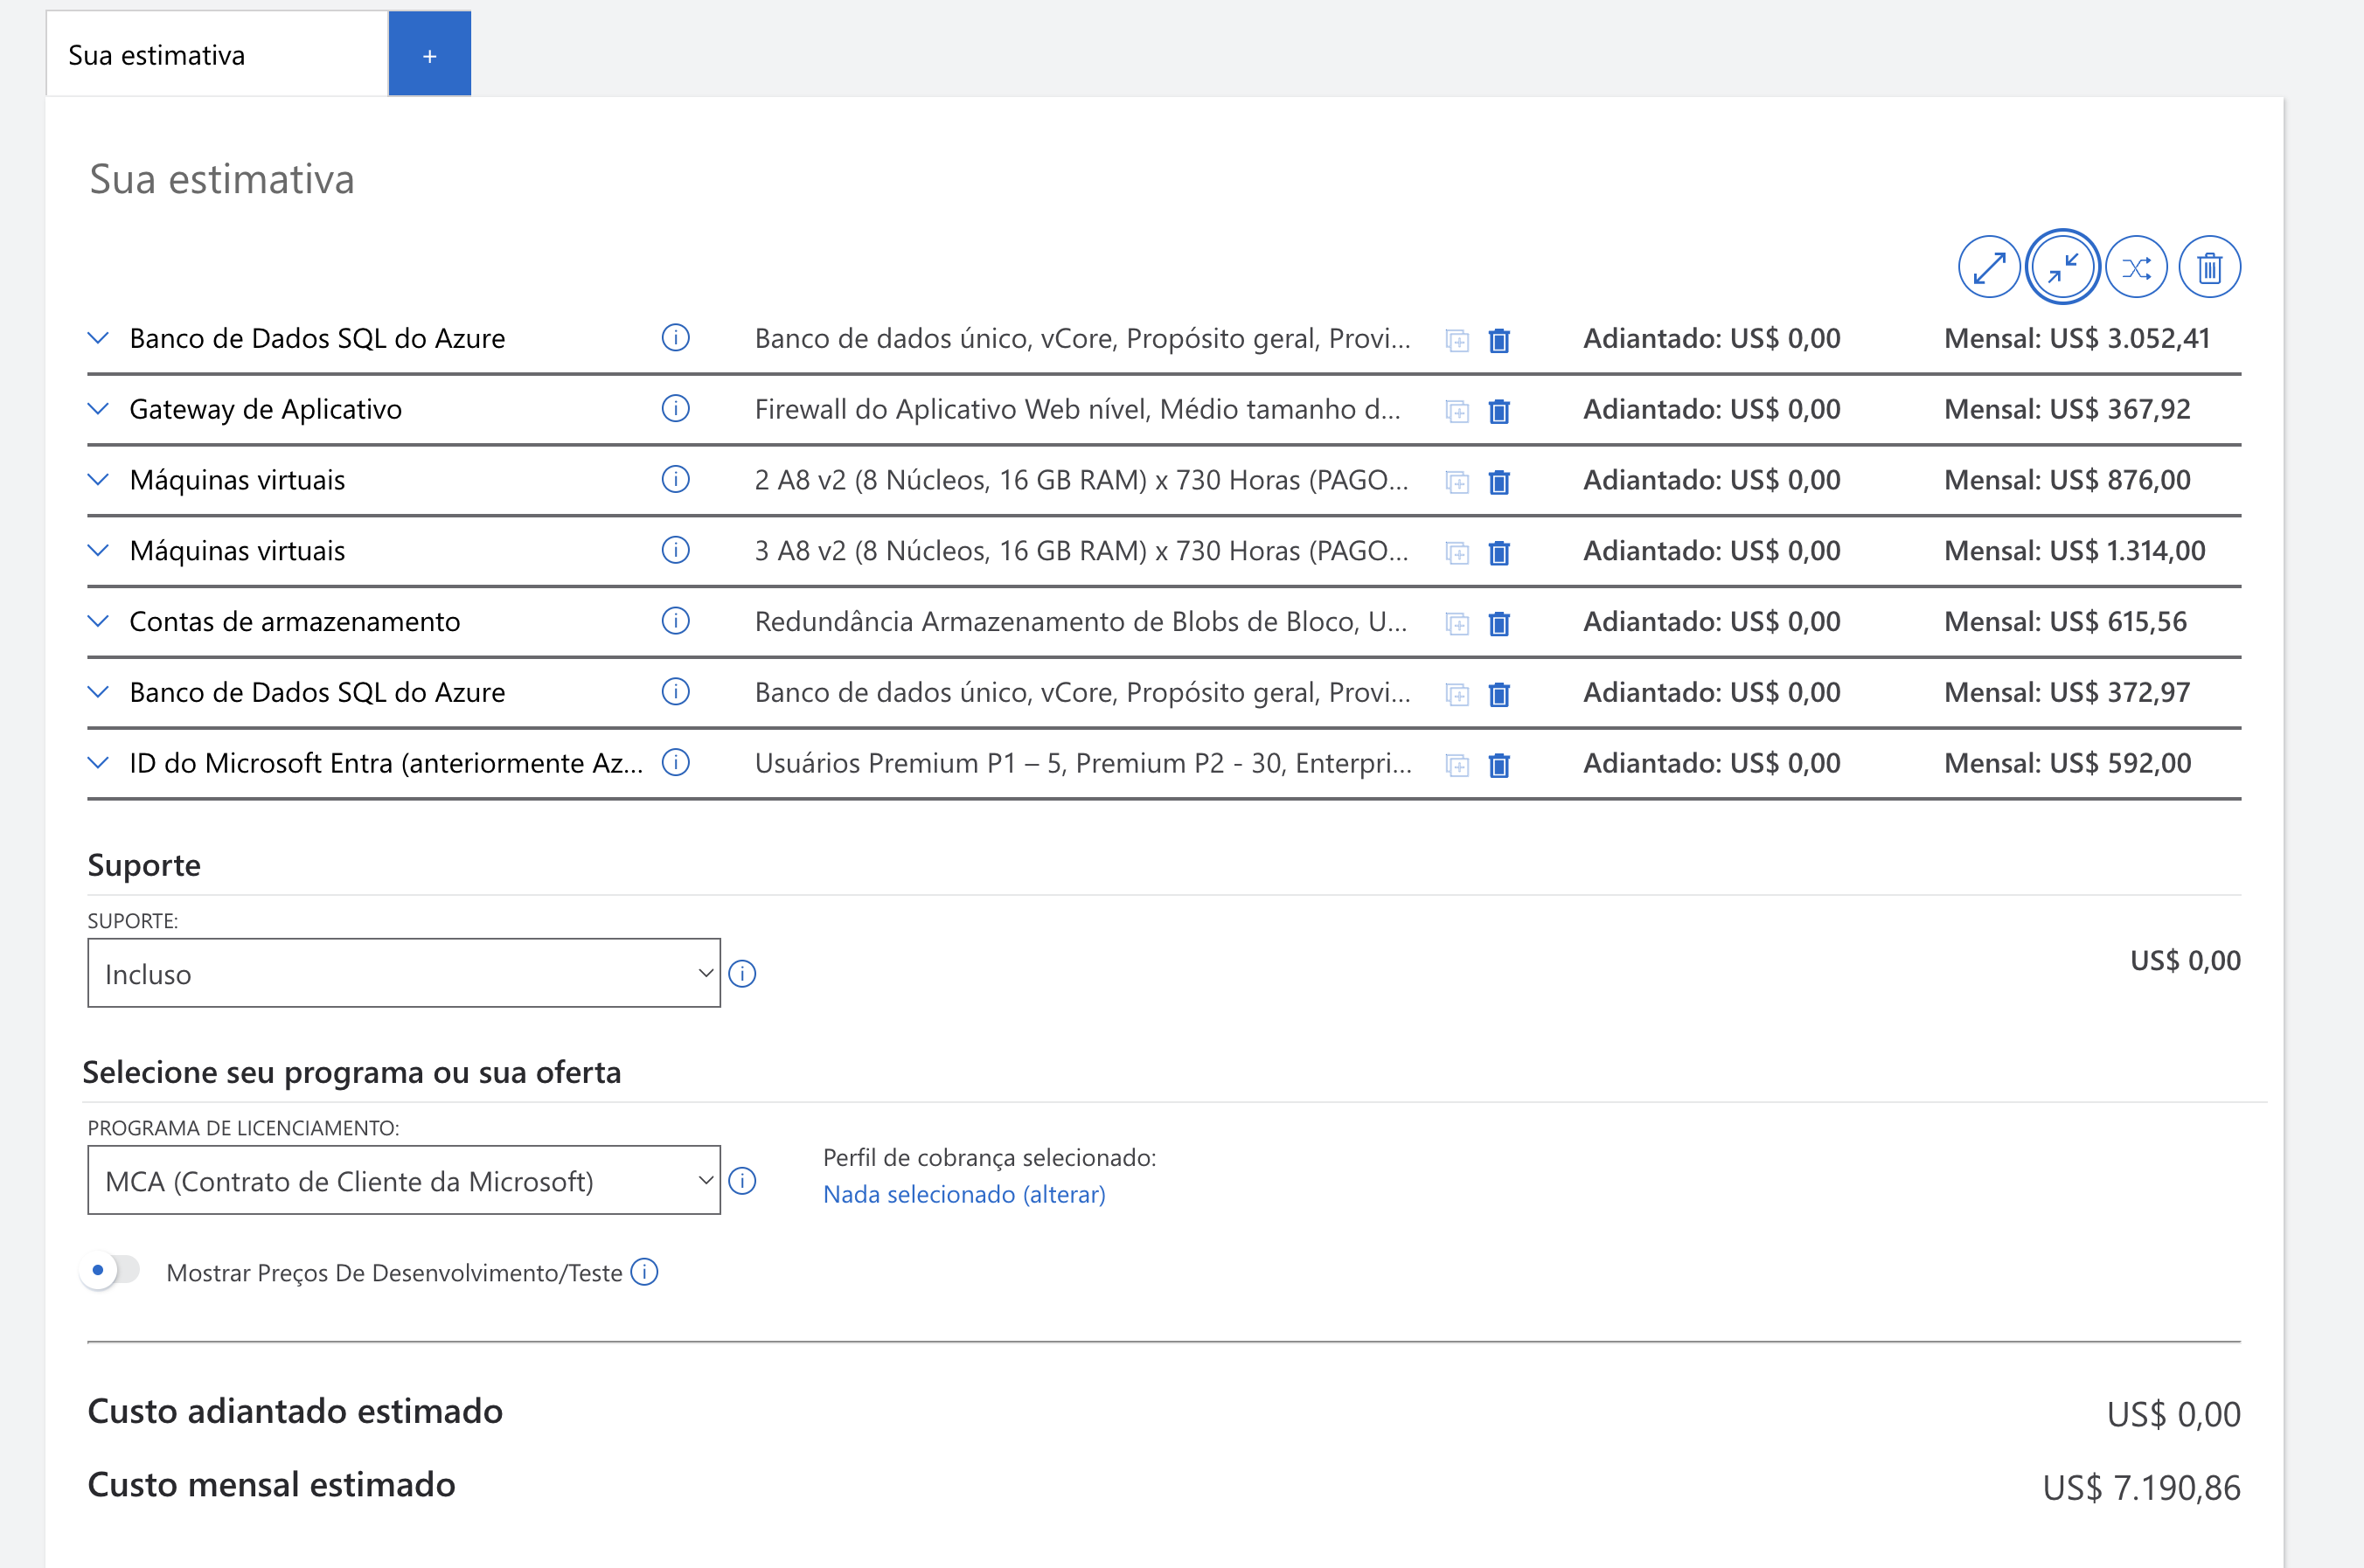 Sua estimativa
+
Sua estimativa
Banco de Dados SQL do Azure Banco de dados único, vCore, Propósito geral, Provi... Adiantado: US$ 0,00 Mensal: US$ 3.052,41
Gateway de Aplicativo Firewall do Aplicativo Web nível, Médio tamanho d... Adiantado: US$ 0,00 Mensal: US$ 367,92
Máquinas virtuais 2 A8 v2 (8 Núcleos, 16 GB RAM) x 730 Horas (PAGO... Adiantado: US$ 0,00 Mensal: US$ 876,00
Máquinas virtuais 3 A8 v2 (8 Núcleos, 16 GB RAM) x 730 Horas (PAGO... Adiantado: US$ 0,00 Mensal: US$ 1.314,00
Contas de armazenamento Redundância Armazenamento de Blobs de Bloco, U... Adiantado: US$ 0,00 Mensal: US$ 615,56
Banco de Dados SQL do Azure Banco de dados único, vCore, Propósito geral, Provi... Adiantado: US$ 0,00 Mensal: US$ 372,97
ID do Microsoft Entra (anteriormente Az... Usuários Premium P1 – 5, Premium P2 - 30, Enterpri... Adiantado: US$ 0,00 Mensal: US$ 592,00
Suporte
SUPORTE:
Incluso US$ 0,00
Selecione seu programa ou sua oferta
PROGRAMA DE LICENCIAMENTO:
MCA (Contrato de Cliente da Microsoft)
Perfil de cobrança selecionado:
Nada selecionado (alterar)
Mostrar Preços De Desenvolvimento/Teste
Custo adiantado estimado US$ 0,00
Custo mensal estimado US$ 7.190,86